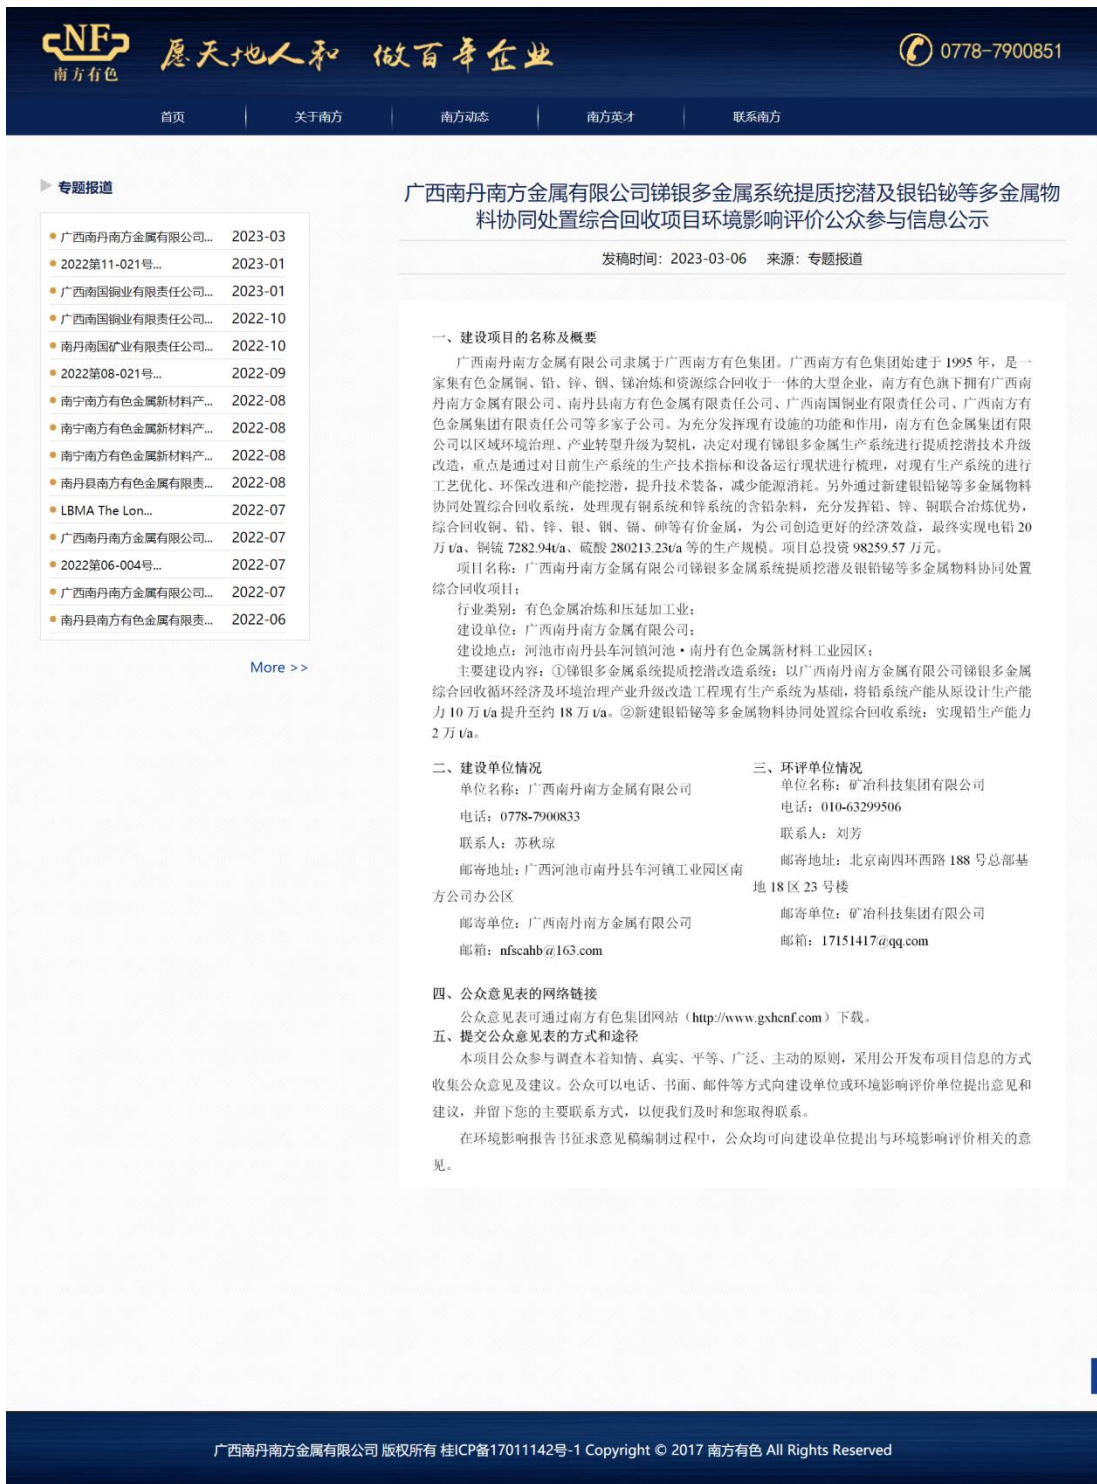 NF
南方有色
愿天地人和 做百年企业
0778-7900851
首页
关于南方
南方动态
南方英才
联系南方
专题报道
广西南丹南方金属有限公司... 2023-03
2022第11-021号... 2023-01
广西南国铜业有限责任公司... 2023-01
广西南国铜业有限责任公司... 2022-10
南丹南国矿业有限责任公司... 2022-10
2022第08-021号... 2022-09
南宁南方有色金属新材料产... 2022-08
南宁南方有色金属新材料产... 2022-08
南宁南方有色金属新材料产... 2022-08
南丹县南方有色金属有限责... 2022-08
LBMA The Lon... 2022-07
广西南丹南方金属有限公司... 2022-07
2022第06-004号... 2022-07
广西南丹南方金属有限公司... 2022-07
南丹县南方有色金属有限责... 2022-06
More >>
广西南丹南方金属有限公司锑银多金属系统提质挖潜及银铅铋等多金属物
料协同处置综合回收项目环境影响评价公众参与信息公示
发稿时间：2023-03-06 来源：专题报道
一、建设项目的名称及概要
广西南丹南方金属有限公司隶属于广西南方有色集团。广西南方有色集团始建于 1995 年，是一
家集有色金属铜、铅、锌、铟、锑冶炼和资源综合回收于一体的大型企业，南方有色旗下拥有广西南
丹南方金属有限公司、南丹县南方有色金属有限责任公司、广西南国铜业有限责任公司、广西南方有
色金属集团有限责任公司等多家子公司。为充分发挥现有设施的功能和作用，南方有色金属集团有限
公司以区域环境治理、产业转型升级为契机，决定对现有锑银多金属生产系统进行提质挖潜技术升级
改造，重点是通过对目前生产系统的生产技术指标和设备运行现状进行梳理，对现有生产系统的进行
工艺优化、环保改进和产能挖潜，提升技术装备，减少能源消耗。另外通过新建银铅铋等多金属物料
协同处置综合回收系统，处理现有铜系统和锌系统的含铅杂料，充分发挥铅、锌、铜联合冶炼优势，
综合回收铜、铅、锌、银、铟、镉、砷等有价金属，为公司创造更好的经济效益，最终实现电铅 20
万 t/a、铜锍 7282.94t/a、硫酸 280213.23t/a 等的生产规模。项目总投资 98259.57 万元。
项目名称：广西南丹南方金属有限公司锑银多金属系统提质挖潜及银铅铋等多金属物料协同处置
综合回收项目；
行业类别：有色金属冶炼和压延加工业；
建设单位：广西南丹南方金属有限公司；
建设地点：河池市南丹县车河镇河池•南丹有色金属新材料工业园区；
主要建设内容：①锑银多金属系统提质挖潜改造系统：以广西南丹南方金属有限公司锑银多金属
综合回收循环经济及环境治理产业升级改造工程现有生产系统为基础，将铅系统产能从原设计生产能
力 10 万 t/a 提升至约 18 万 t/a。②新建银铅铋等多金属物料协同处置综合回收系统：实现铅生产能力
2 万 t/a。
二、建设单位情况
单位名称：广西南丹南方金属有限公司
电话：0778-7900833
联系人：苏秋琼
邮寄地址：广西河池市南丹县车河镇工业园区南
方公司办公区
邮寄单位：广西南丹南方金属有限公司
邮箱：nfscahb@163.com
三、环评单位情况
单位名称：矿冶科技集团有限公司
电话：010-63299506
联系人：刘芳
邮寄地址：北京南四环西路 188 号总部基
地 18 区 23 号楼
邮寄单位：矿冶科技集团有限公司
邮箱：17151417@qq.com
四、公众意见表的网络链接
公众意见表可通过南方有色集团网站（http://www.gxhcnf.com）下载。
五、提交公众意见表的方式和途径
本项目公众参与调查本着知情、真实、平等、广泛、主动的原则，采用公开发布项目信息的方式
收集公众意见及建议。公众可以电话、书面、邮件等方式向建设单位或环境影响评价单位提出意见和
建议，并留下您的主要联系方式，以便我们及时和您取得联系。
在环境影响报告书征求意见稿编制过程中，公众均可向建设单位提出与环境影响评价相关的意
见。
广西南丹南方金属有限公司 版权所有 桂ICP备17011142号-1 Copyright © 2017 南方有色 All Rights Reserved